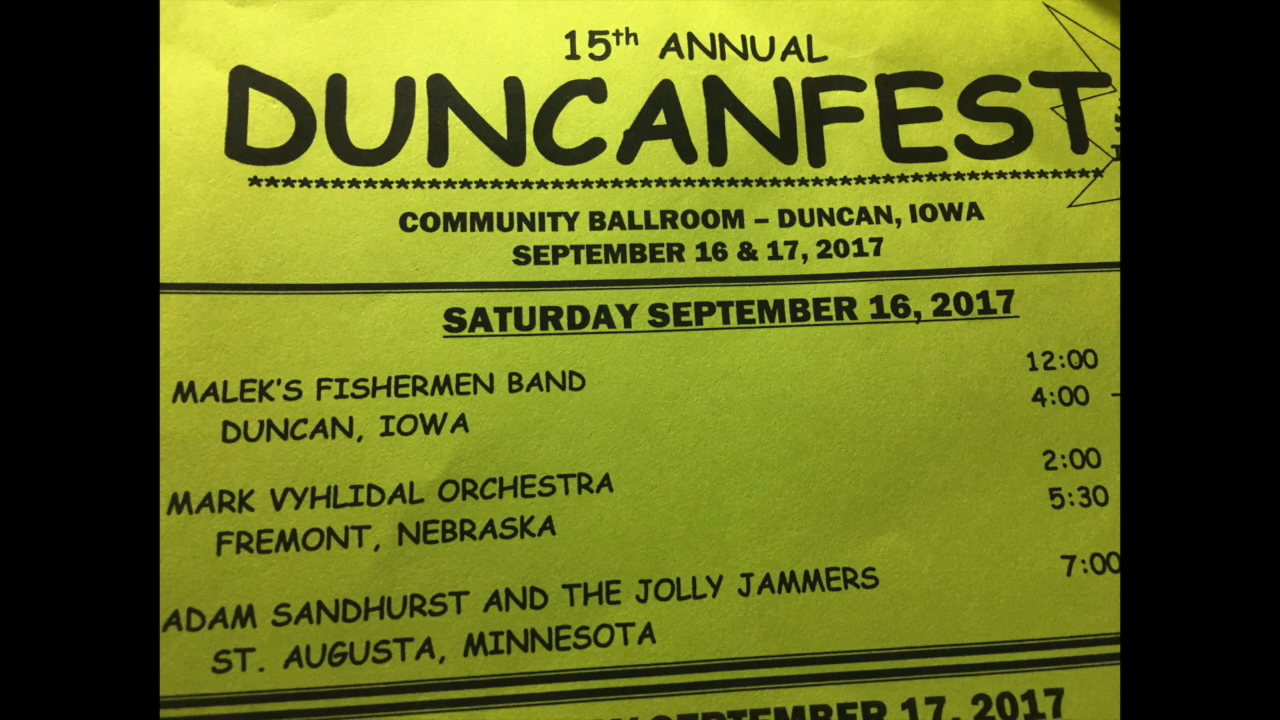 15th ANNUAL
DUNCANFEST
***************************************************************
COMMUNITY BALLROOM – DUNCAN, IOWA
SEPTEMBER 16 & 17, 2017
SATURDAY SEPTEMBER 16, 2017
MALEK'S FISHERMEN BAND 12:00
DUNCAN, IOWA 4:00 -
MARK VYHLIDAL ORCHESTRA 2:00
FREMONT, NEBRASKA 5:30
ADAM SANDHURST AND THE JOLLY JAMMERS 7:00
ST. AUGUSTA, MINNESOTA
SEPTEMBER 17, 2017